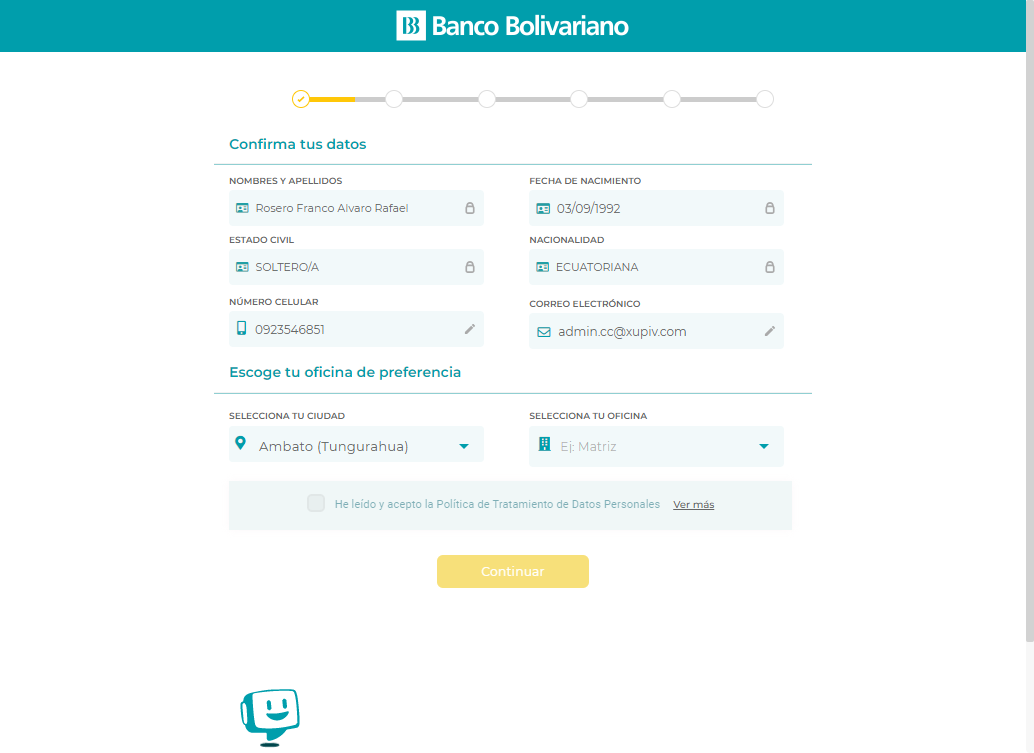 Banco Bolivariano
Confirma tus datos
NOMBRES Y APELLIDOS
Rosero Franco Alvaro Rafael
FECHA DE NACIMIENTO
03/09/1992
ESTADO CIVIL
SOLTERO/A
NACIONALIDAD
ECUATORIANA
NÚMERO CELULAR
0923546851
CORREO ELECTRÓNICO
admin.cc@xupiv.com
Escoge tu oficina de preferencia
SELECCIONA TU CIUDAD
Ambato (Tungurahua)
SELECCIONA TU OFICINA
Ej: Matriz
He leído y acepto la Política de Tratamiento de Datos Personales Ver más
Continuar